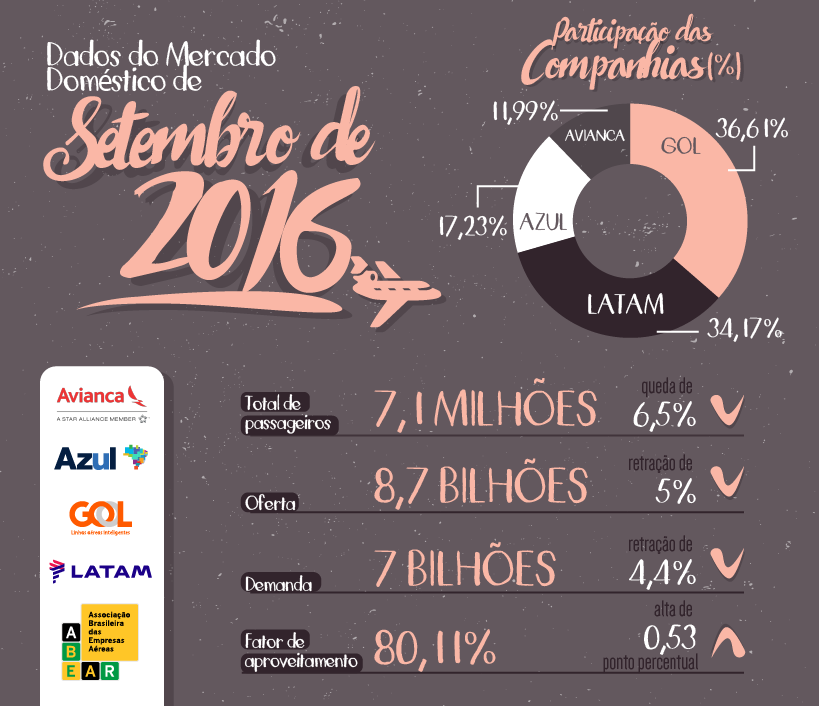 Dados do Mercado
Doméstico de
Setembro de
2016
Participação das
Companhias(%)
11,99%
AVIANCA
GOL
36,61%
17,23%
AZUL
LATAM
34,17%
Avianca
A STAR ALLIANCE MEMBER
Azul
GOL
Linhas aéreas inteligentes
LATAM
Associação
Brasileira
das
Empresas
Aéreas
ABEAR
Total de
passageiros
7,1 MILHÕES
queda de
6,5%
Oferta
8,7 BILHÕES
retração de
5%
Demanda
7 BILHÕES
retração de
4,4%
Fator de
aproveitamento
80,11%
alta de
0,53
ponto percentual